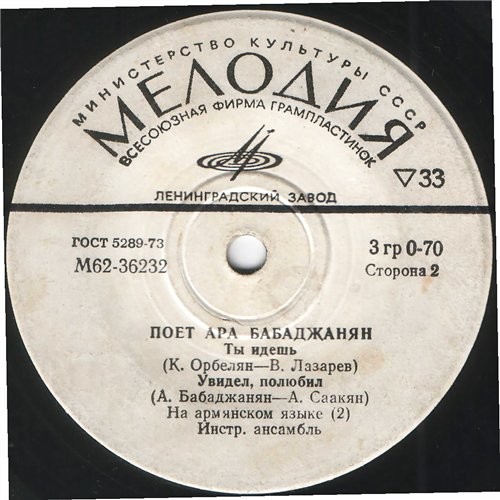 МИНИСТЕРСТВО КУЛЬТУРЫ СССР
МЕЛОДИЯ
ВСЕСОЮЗНАЯ ФИРМА ГРАМПЛАСТИНОК
ЛЕНИНГРАДСКИЙ ЗАВОД
▽33
ГОСТ 5289-73
М62-36232
3 гр 0-70
Сторона 2
ПОЕТ АРА БАБАДЖАНЯН
Ты идешь
(К. Орбелян—В. Лазарев)
Увидел, полюбил
(А. Бабаджанян—А. Саакян)
На армянском языке (2)
Инстр. ансамбль